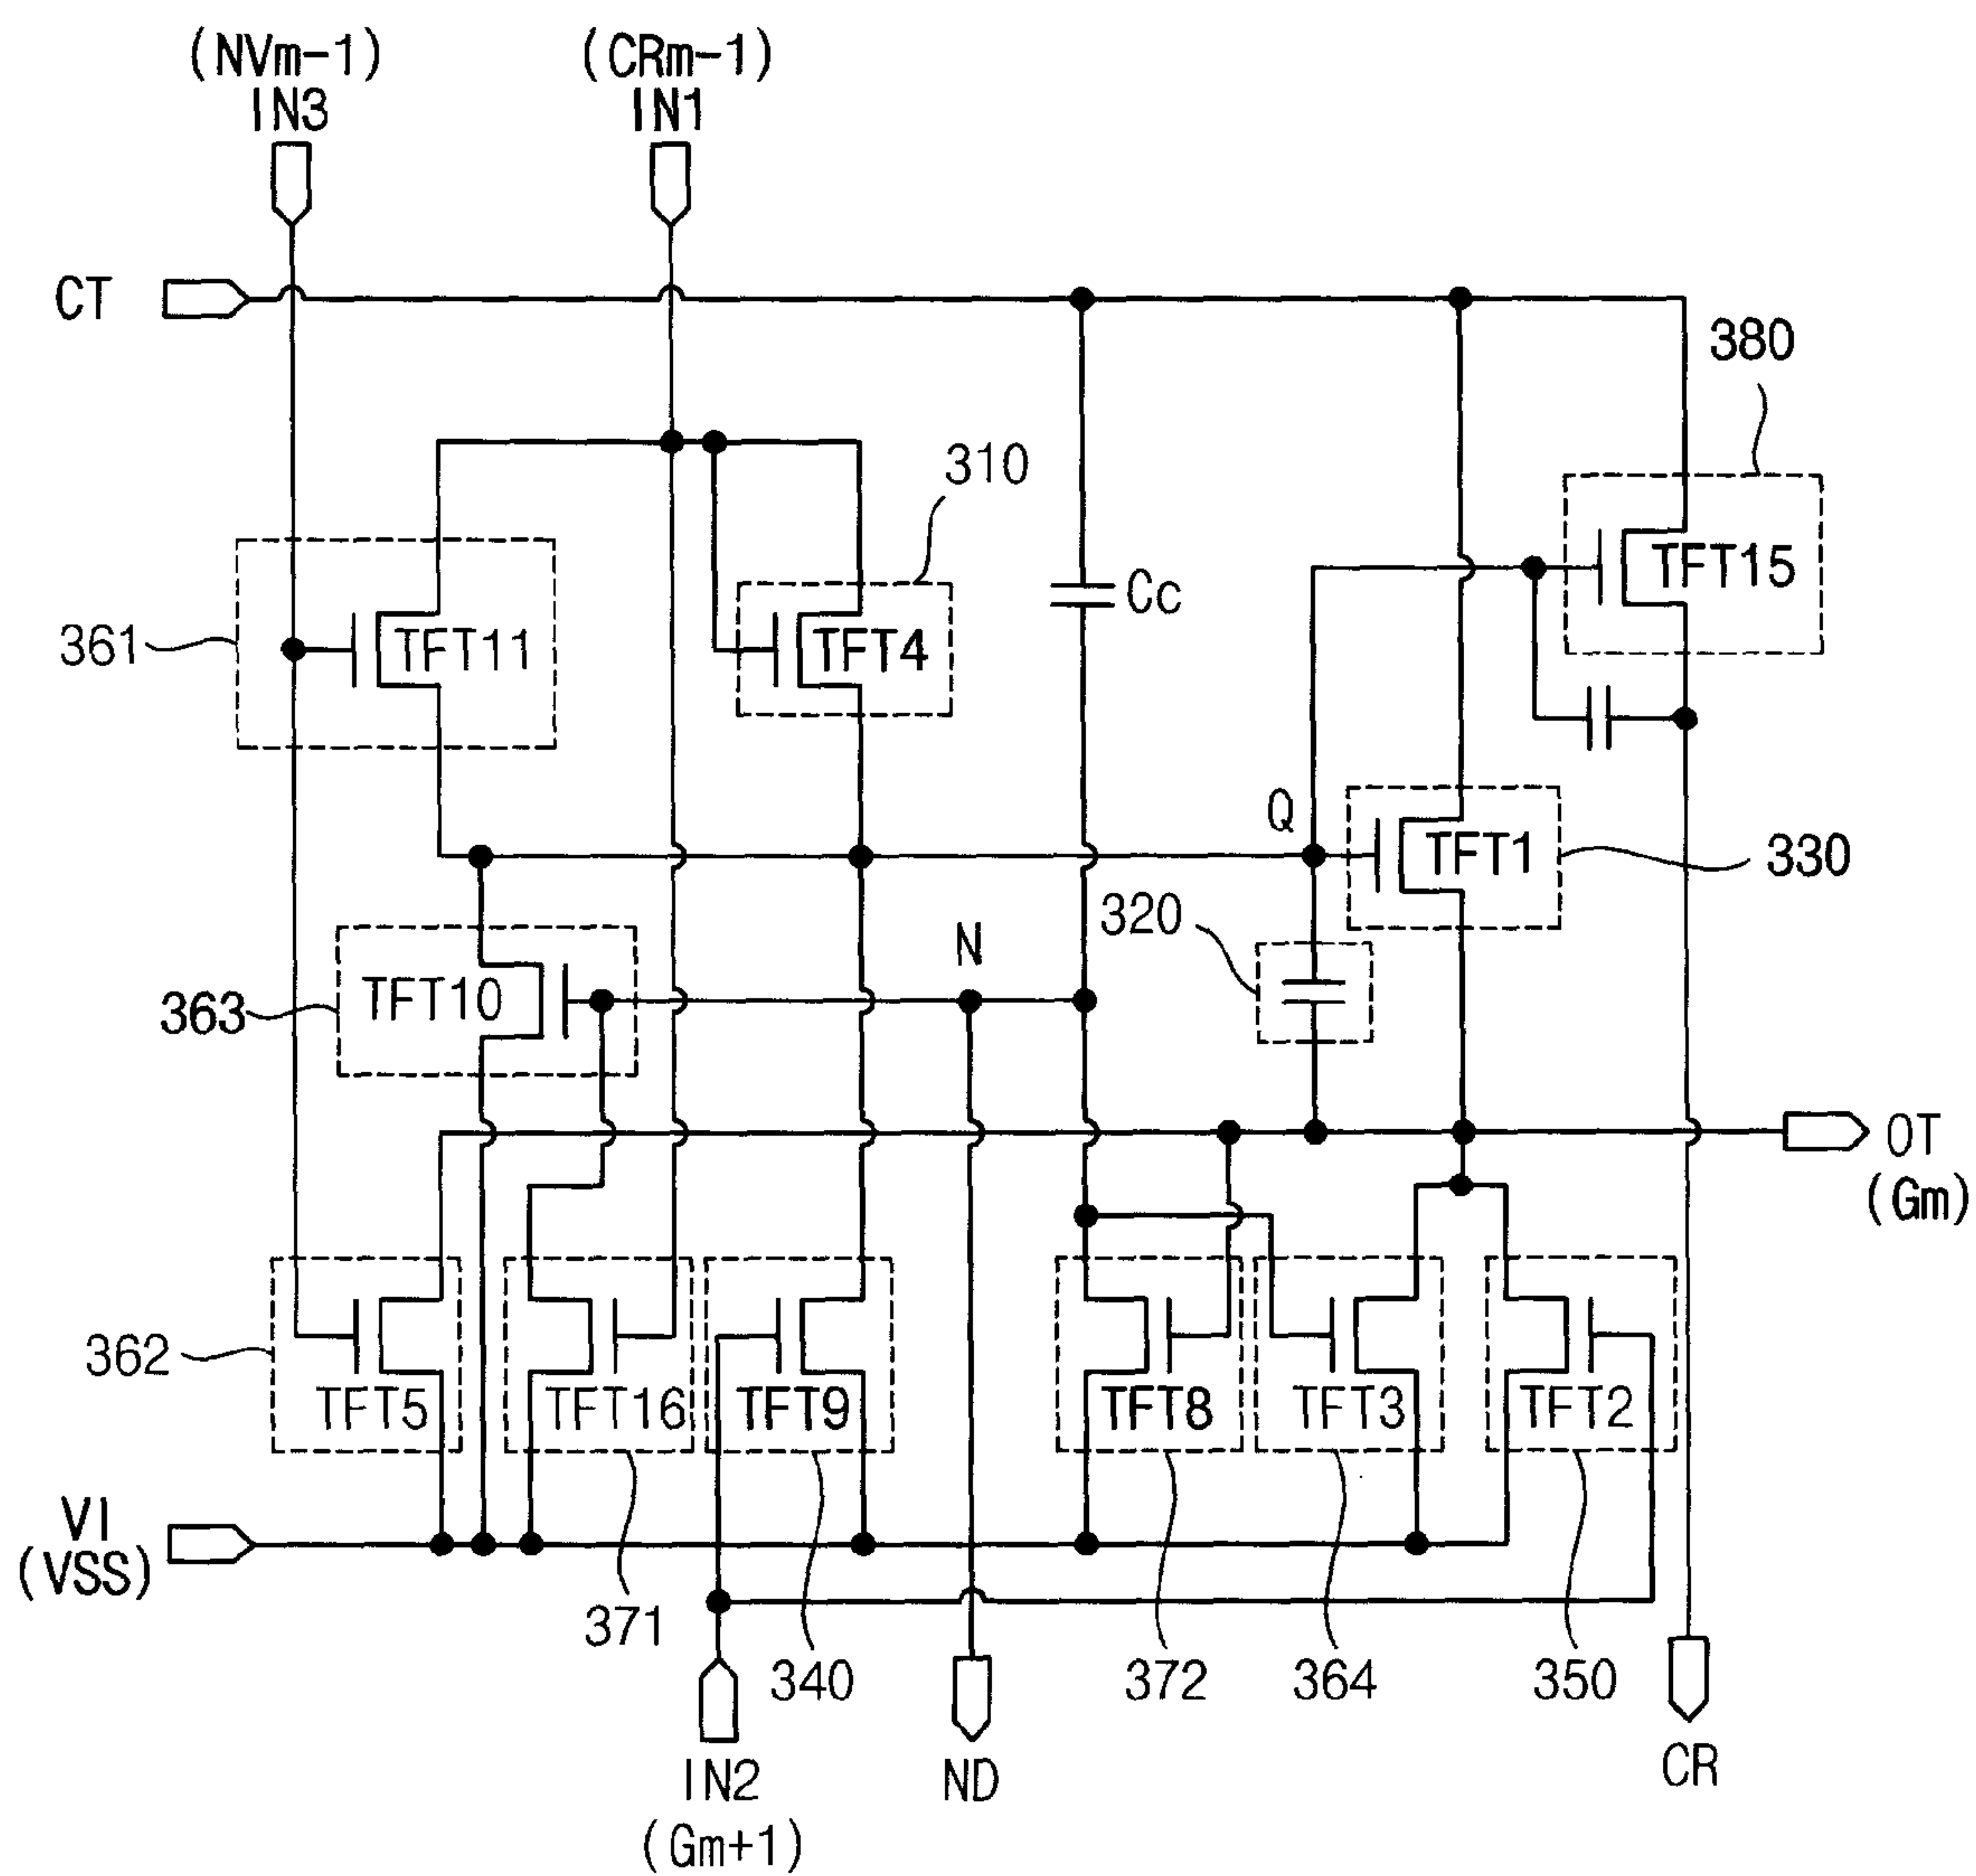 (NVm-1)
IN3
(CRm-1)
IN1
CT
380
310
TFT15
361
TFT11
TFT4
Cc
Q
TFT1
330
320
N
TFT10
363
OT
(Gm)
362
TFT5
TFT16
TFT9
TFT8
TFT3
TFT2
VI
(VSS)
371
340
372
364
350
IN2
(Gm+1)
ND
CR